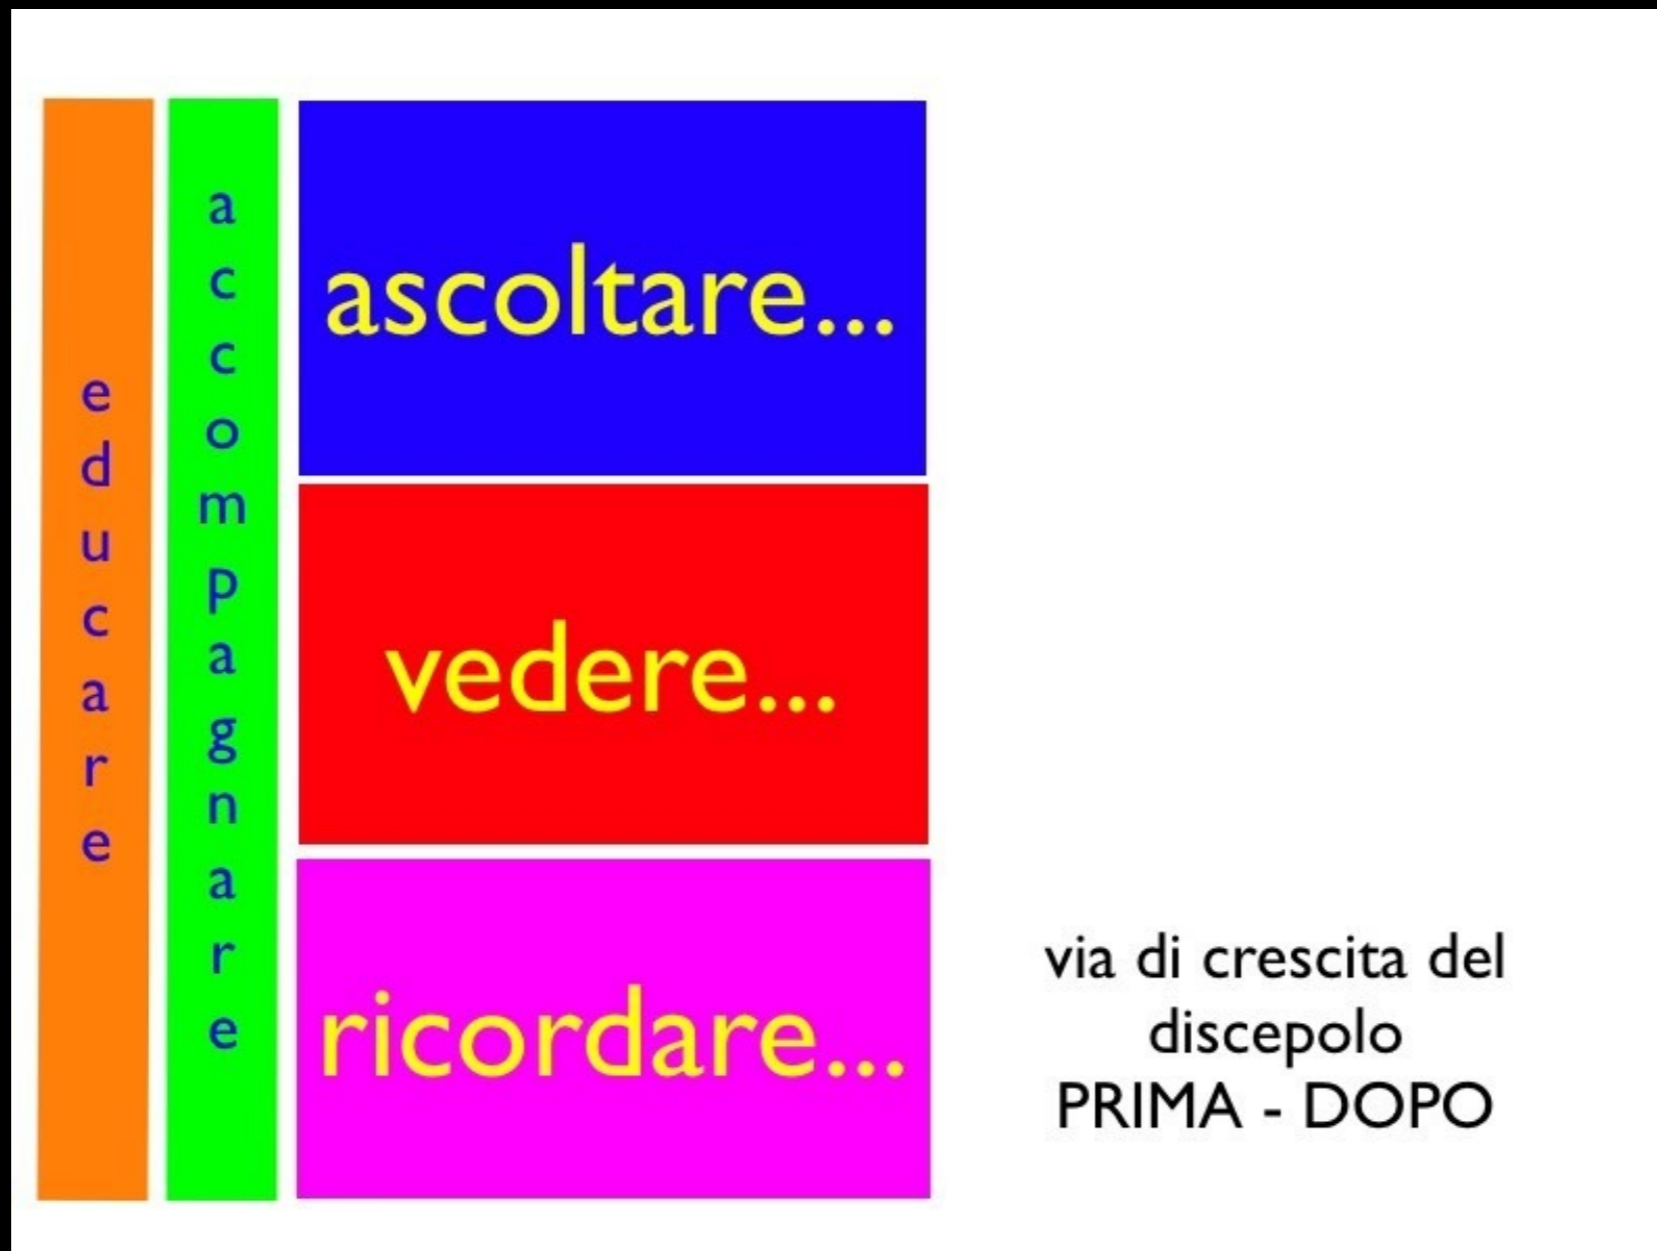 educare
accompagnare
ascoltare...
vedere...
ricordare...
via di crescita del
discepolo
PRIMA - DOPO